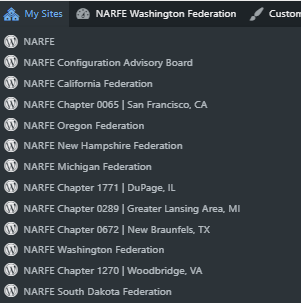 My Sites NARFE Washington Federation
NARFE
NARFE Configuration Advisory Board
NARFE California Federation
NARFE Chapter 0065 | San Francisco, CA
NARFE Oregon Federation
NARFE New Hampshire Federation
NARFE Michigan Federation
NARFE Chapter 1771 | DuPage, IL
NARFE Chapter 0289 | Greater Lansing Area, MI
NARFE Chapter 0672 | New Braunfels, TX
NARFE Washington Federation
NARFE Chapter 1270 | Woodbridge, VA
NARFE South Dakota Federation